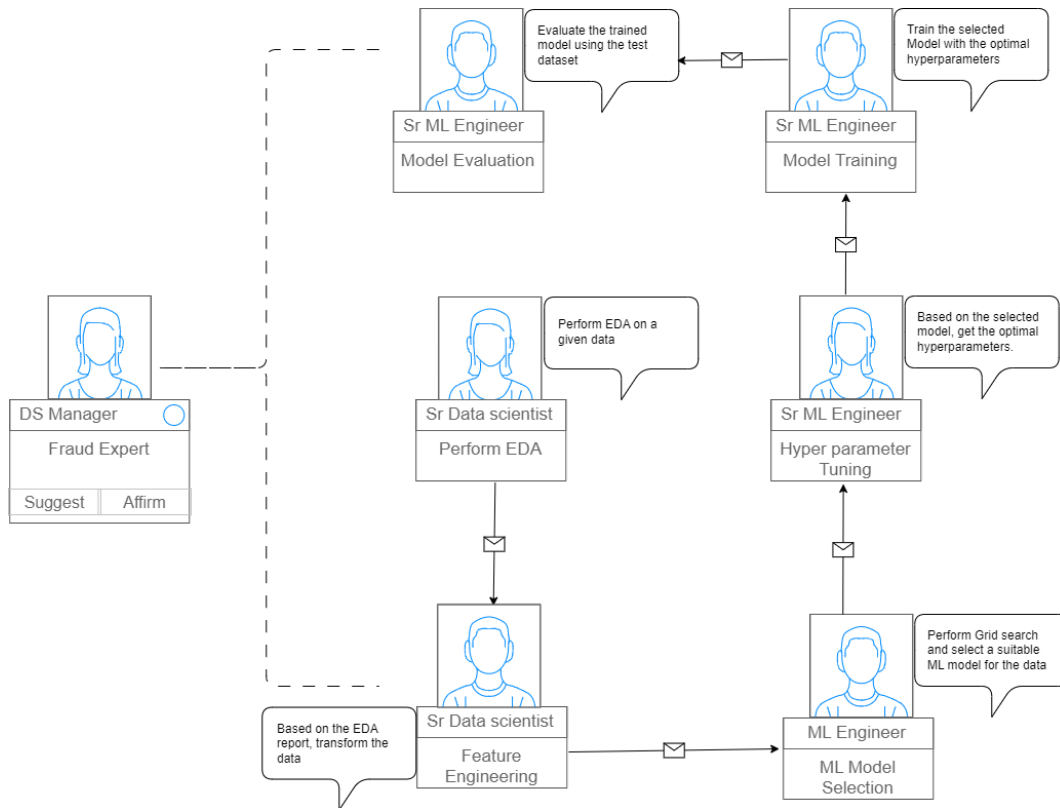 Evaluate the trained
model using the test
dataset
Sr ML Engineer
Model Evaluation
Train the selected
Model with the optimal
hyperparameters
Sr ML Engineer
Model Training
DS Manager
Fraud Expert
Suggest
Affirm
Perform EDA on a
given data
Sr Data scientist
Perform EDA
Based on the selected
model, get the optimal
hyperparameters.
Sr ML Engineer
Hyper parameter
Tuning
Based on the EDA
report, transform the
data
Sr Data scientist
Feature
Engineering
Perform Grid search
and select a suitable
ML model for the data
ML Engineer
ML Model
Selection